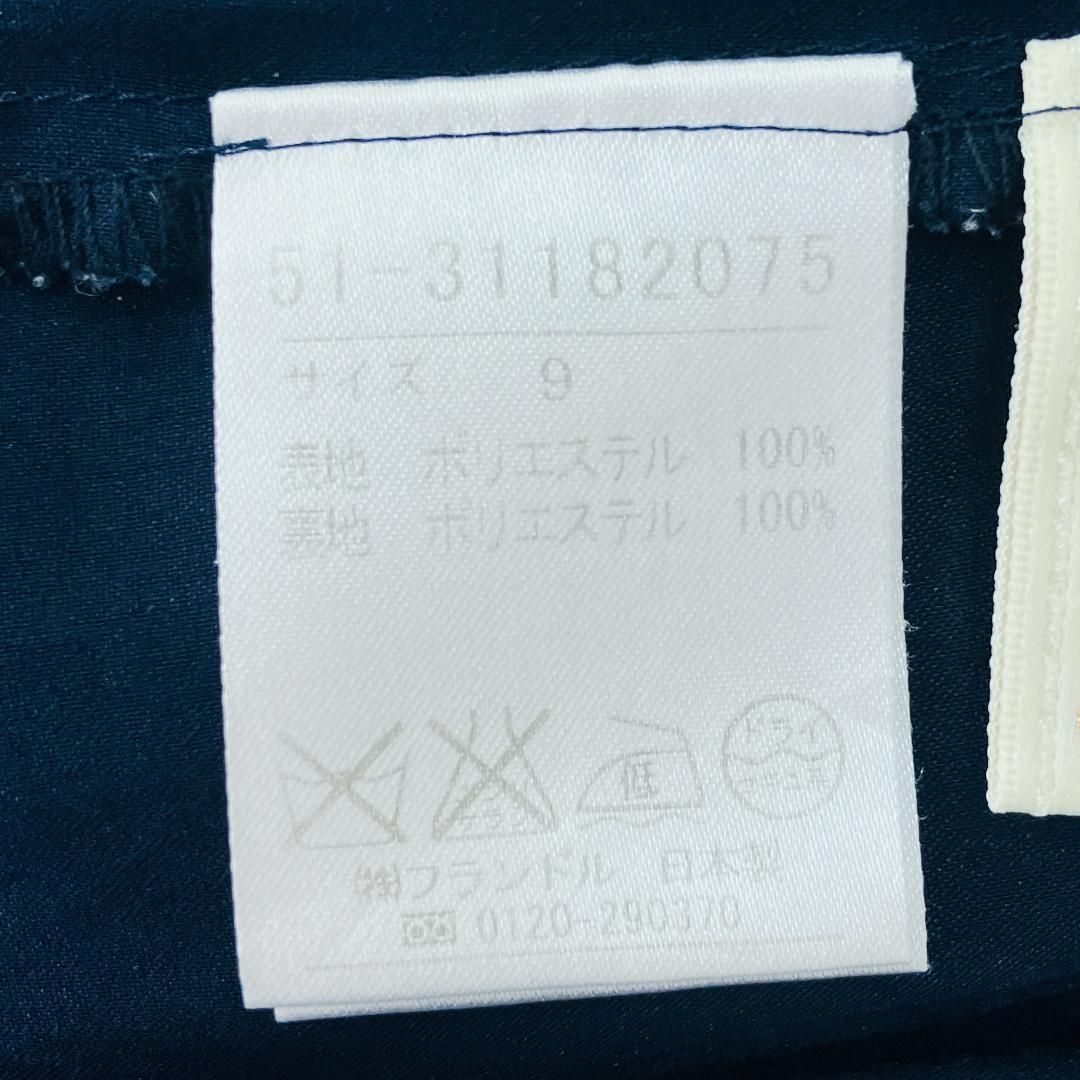 51-31182075
サイズ 9
表地 ポリエステル 100%
裏地 ポリエステル 100%
低 ドライ
㈱フランドル 日本製
0120-290370